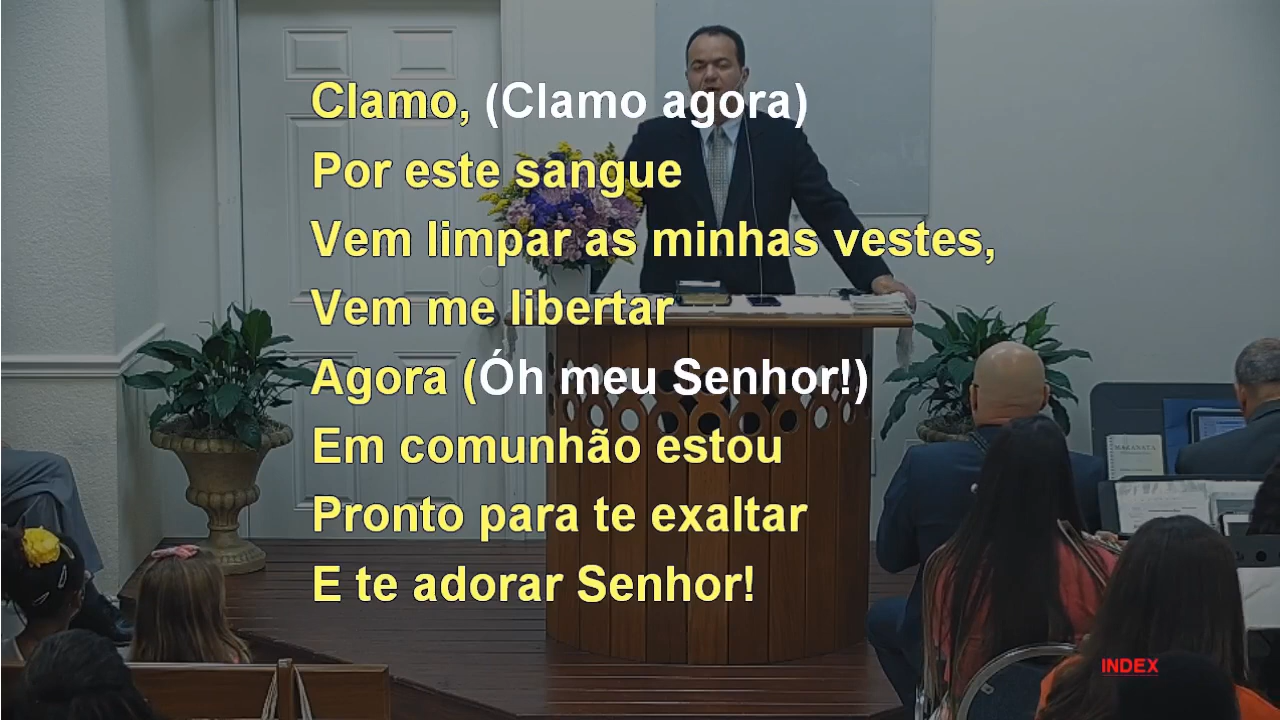 Clamo, (Clamo agora)
Por este sangue
Vem limpar as minhas vestes,
Vem me libertar
Agora (Óh meu Senhor!)
Em comunhão estou
Pronto para te exaltar
E te adorar Senhor!
MARANATA
INDEX